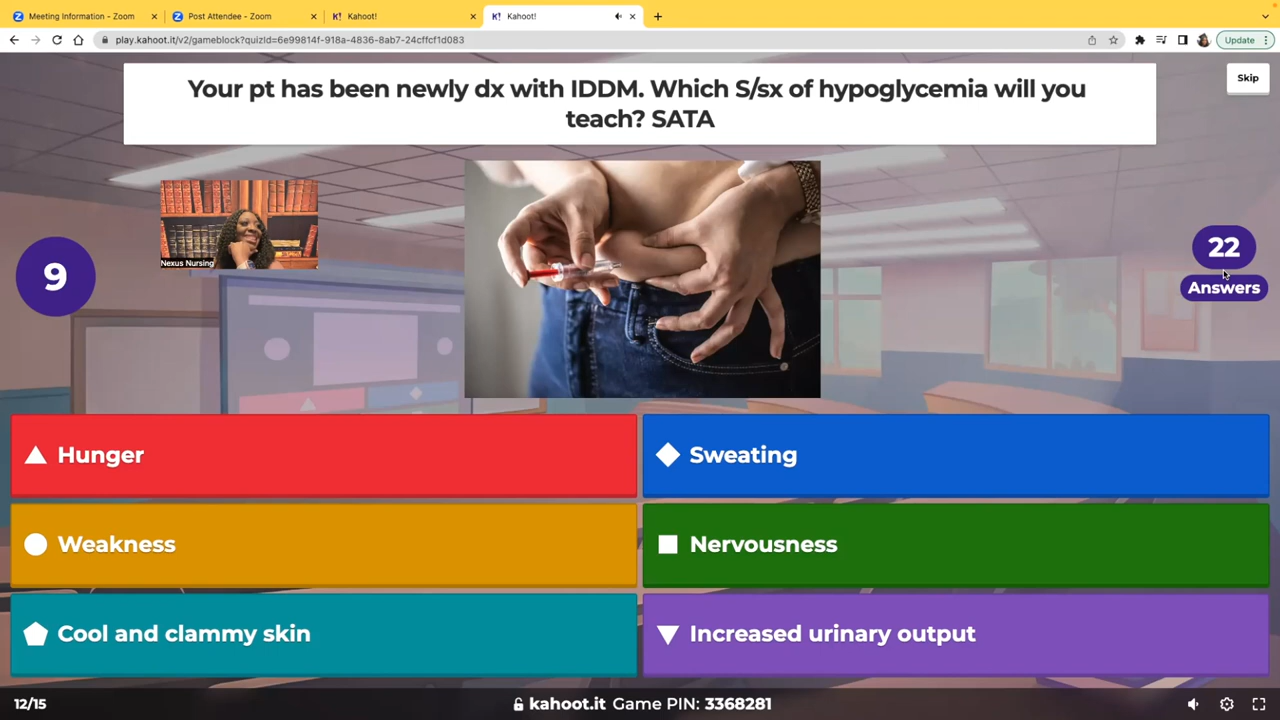 Meeting Information - Zoom
Post Attendee - Zoom
Kahoot!
Kahoot!
play.kahoot.it/v2/gameblock?quizId=6e99814f-918a-4836-8ab7-24cffcf1d083
Update
Your pt has been newly dx with IDDM. Which S/sx of hypoglycemia will you
teach? SATA
Skip
Nexus Nursing
9
22
Answers
Hunger
Sweating
Weakness
Nervousness
Cool and clammy skin
Increased urinary output
12/15
kahoot.it Game PIN: 3368281